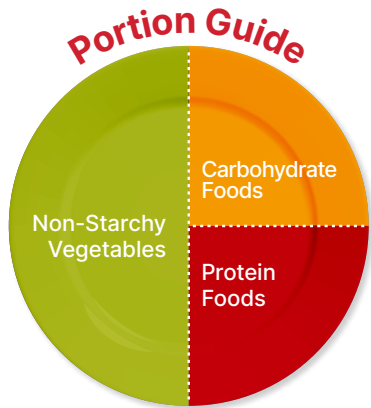 Portion Guide
Carbohydrate
Foods
Non-Starchy
Vegetables
Protein
Foods